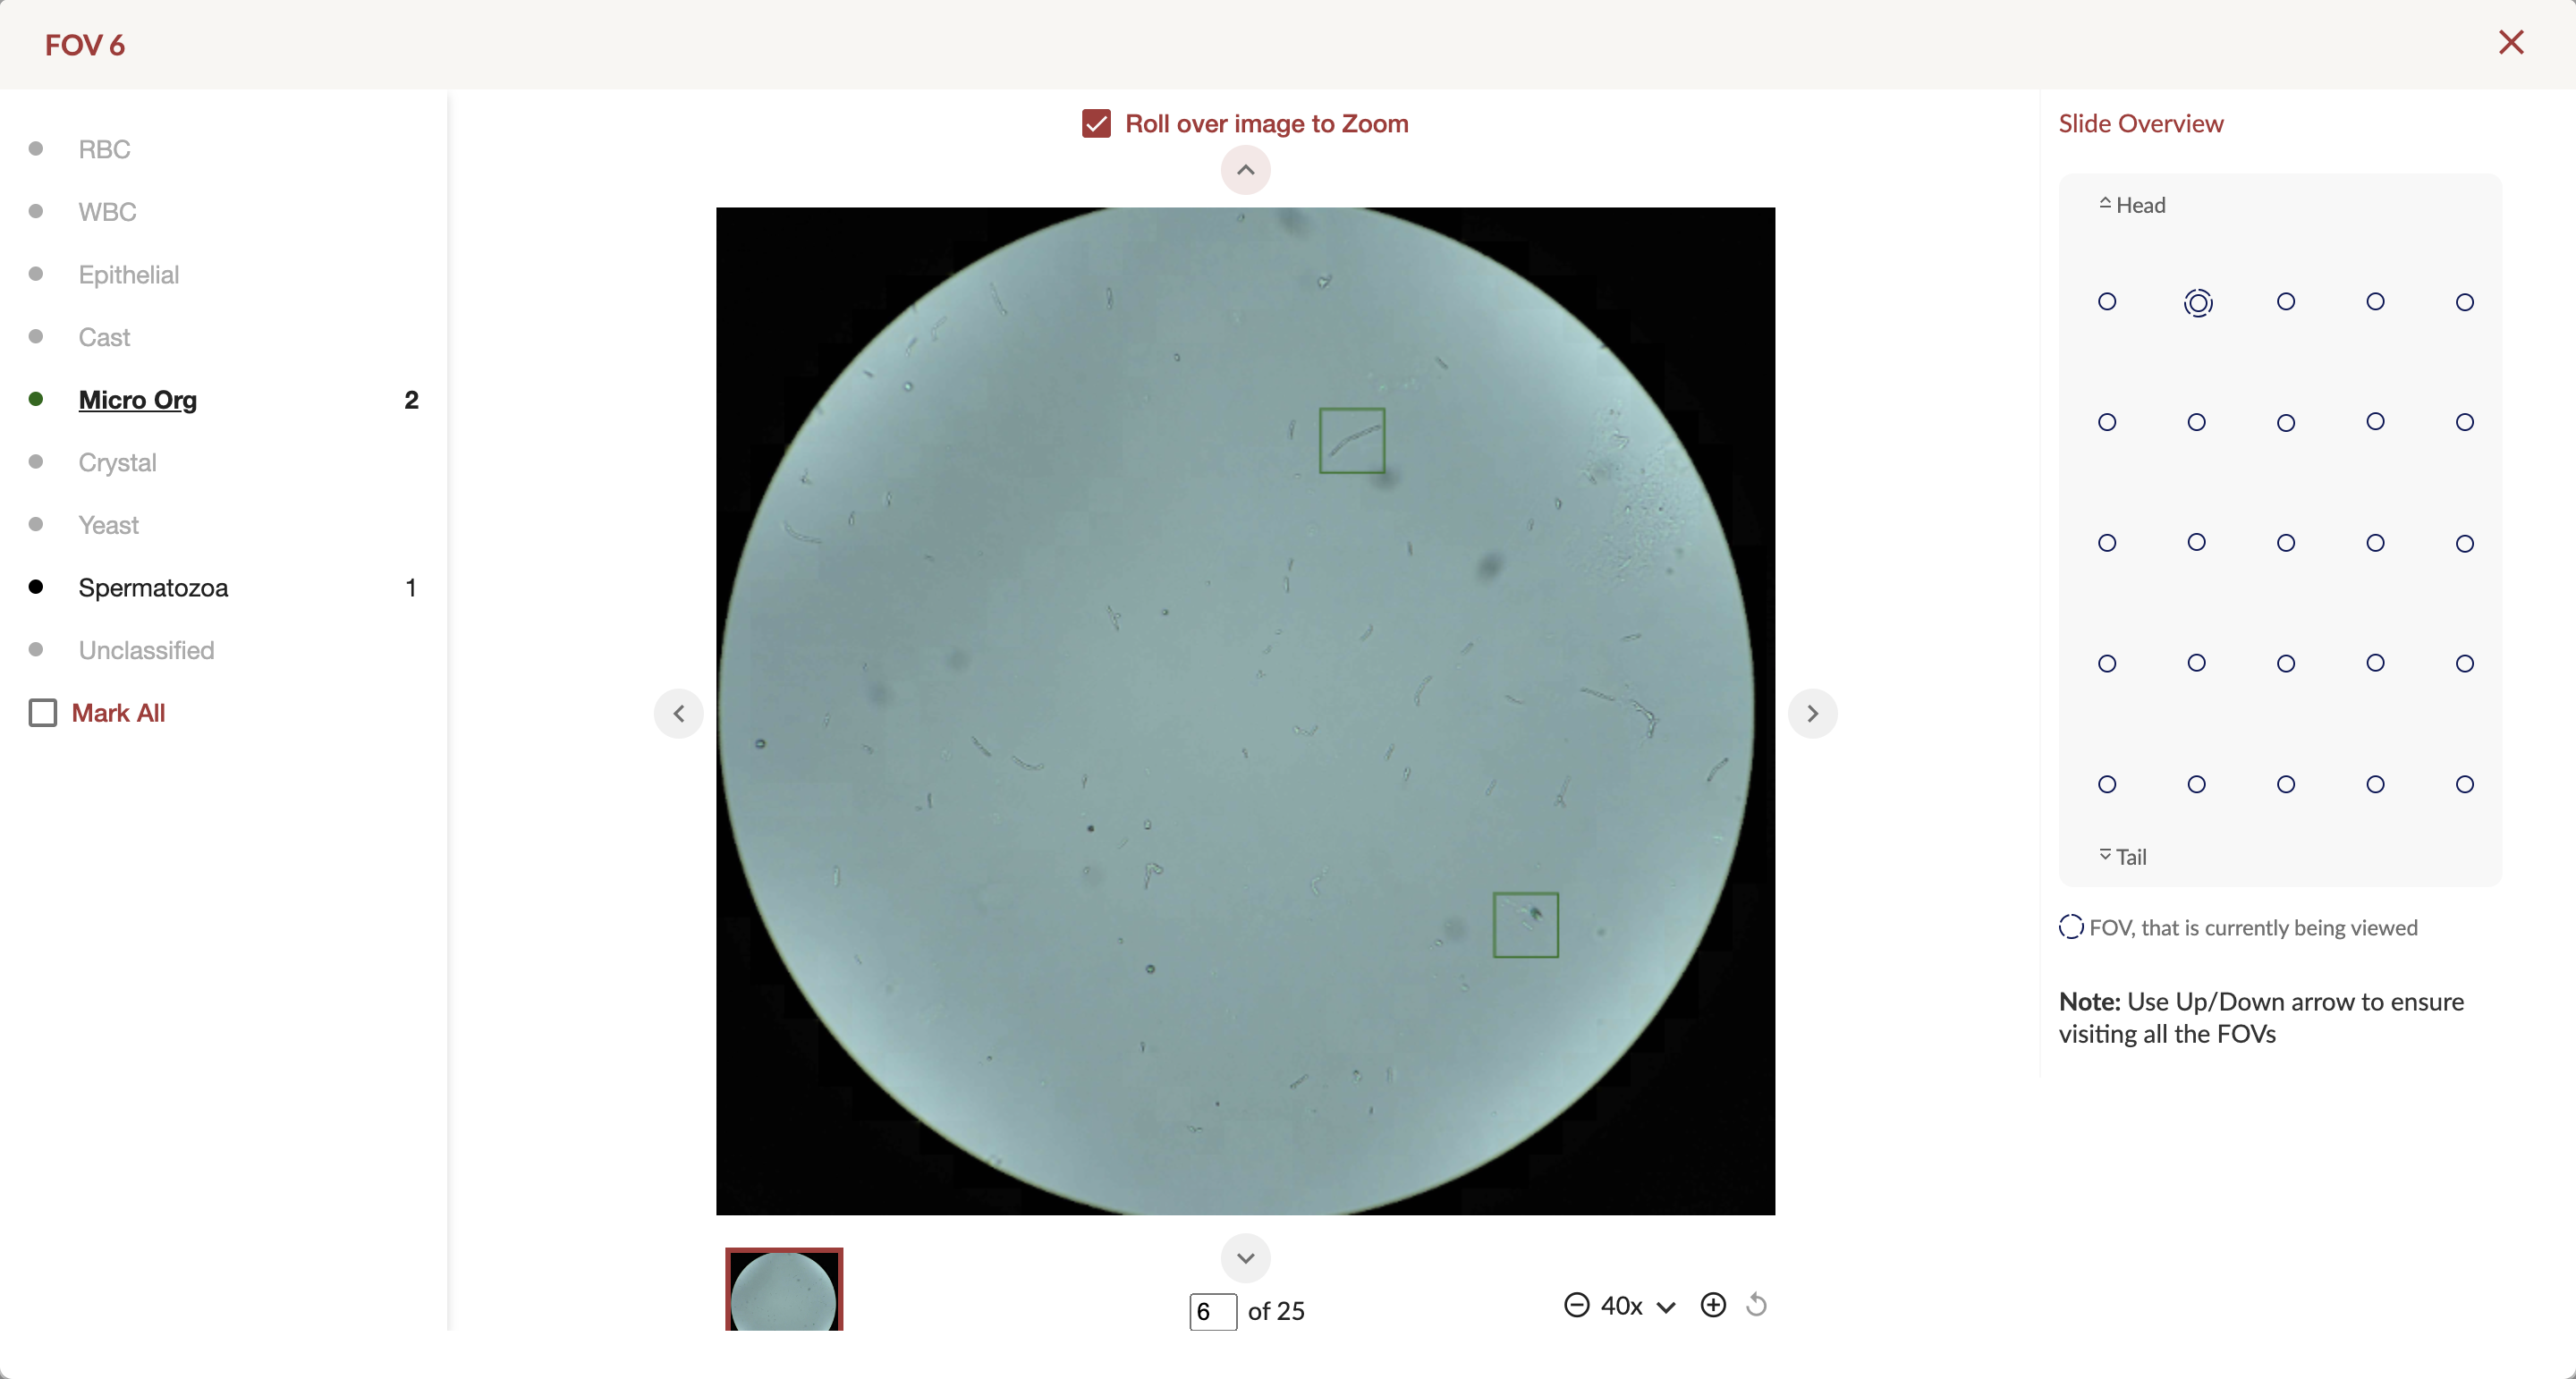 FOV 6
RBC
WBC
Epithelial
Cast
Micro Org 2
Crystal
Yeast
Spermatozoa 1
Unclassified
Mark All
Roll over image to Zoom
6 of 25
40x
Slide Overview
Head
Tail
FOV, that is currently being viewed
Note: Use Up/Down arrow to ensure
visiting all the FOVs